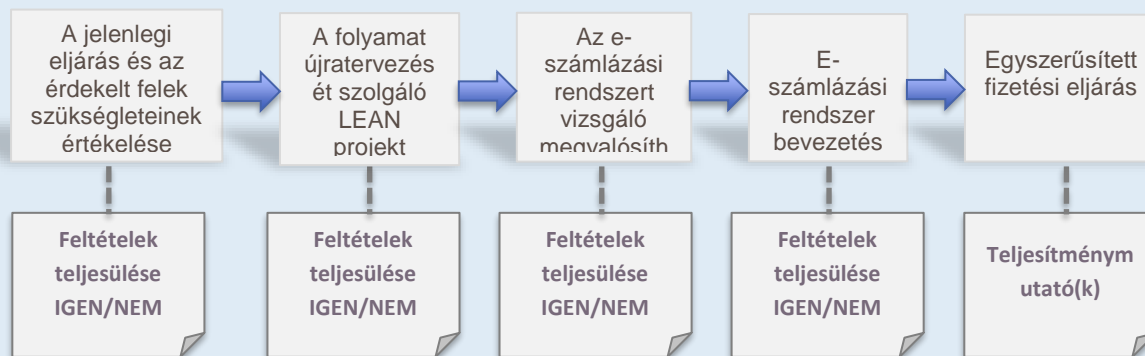 A jelenlegi
eljárás és az
érdekelt felek
szükségleteinek
értékelése
A folyamat
újratervezés
ét szolgáló
LEAN
projekt
Az e-
számlázási
rendszert
vizsgáló
megvalósíth
E-
számlázási
rendszer
bevezetés
Egyszerűsített
fizetési eljárás
Feltételek
teljesülése
IGEN/NEM
Feltételek
teljesülése
IGEN/NEM
Feltételek
teljesülése
IGEN/NEM
Feltételek
teljesülése
IGEN/NEM
Teljesítménym
utató(k)